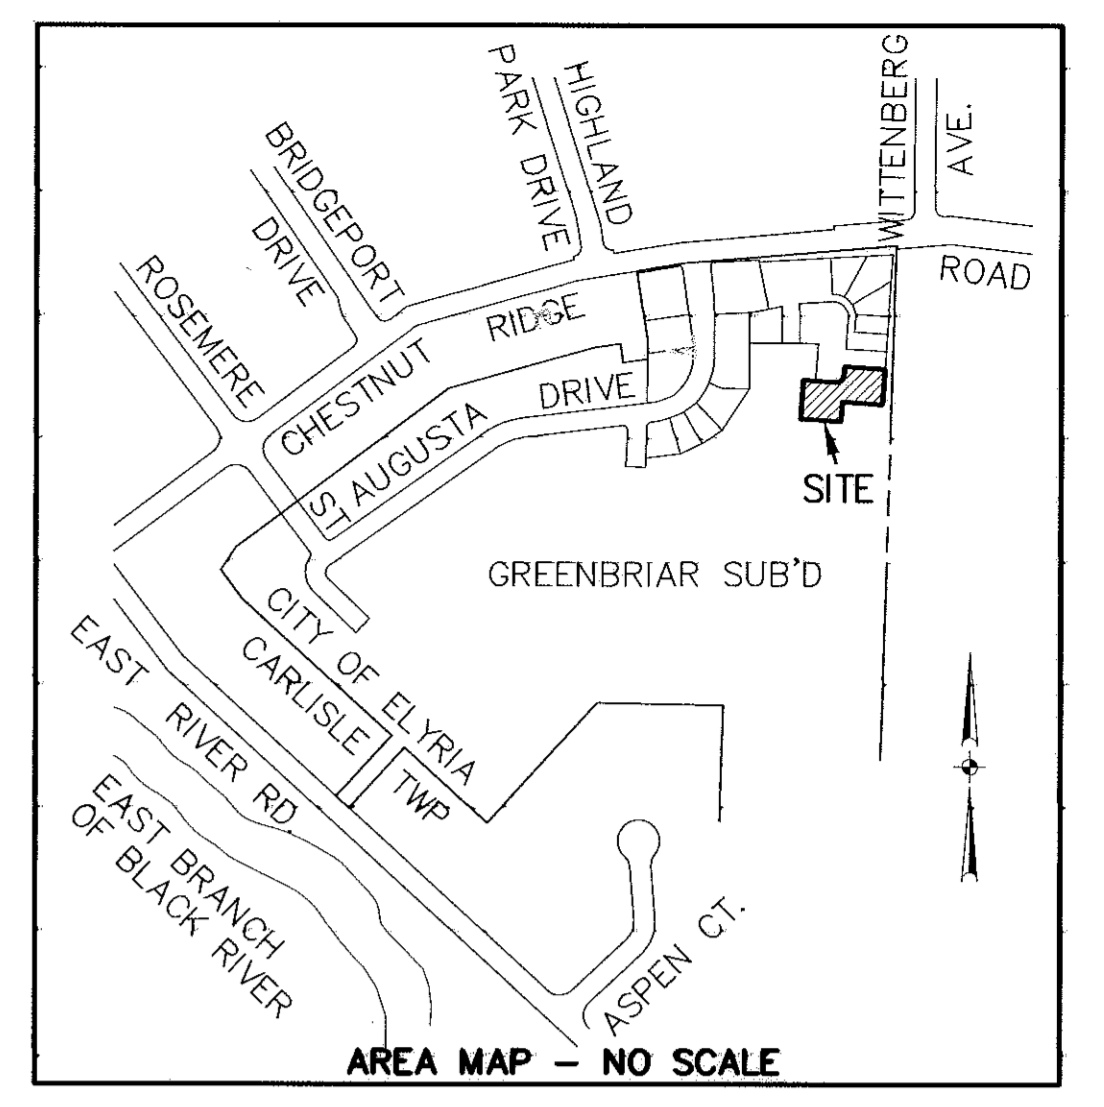 WITTENBERG
AVE.
HIGHLAND
PARK DRIVE
BRIDGEPORT
DRIVE
ROSEMERE
ROAD
CHESTNUT RIDGE
ST AUGUSTA DRIVE
SITE
GREENBRIAR SUB'D
CITY OF ELYRIA
CARLISLE TWP
EAST RIVER RD.
EAST BRANCH
OF BLACK RIVER
ASPEN CT.
AREA MAP – NO SCALE